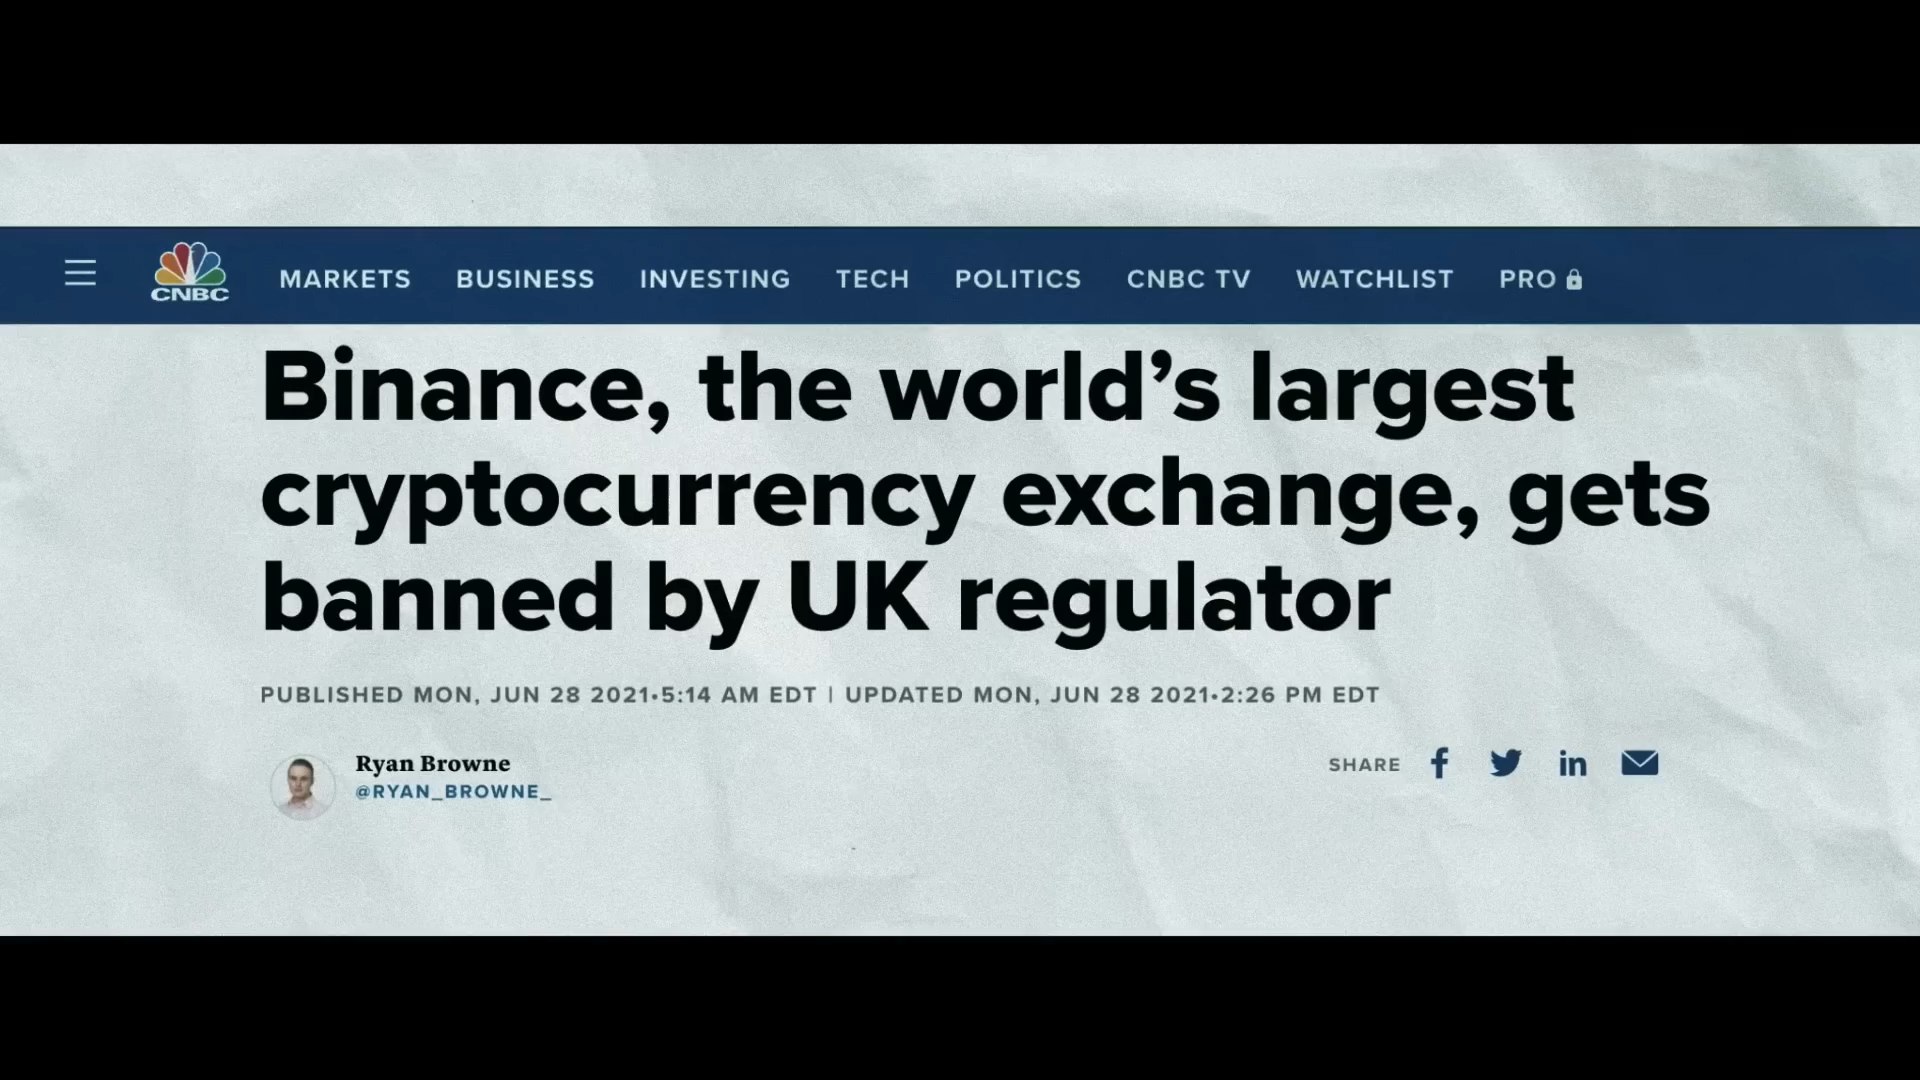 CNBC MARKETS BUSINESS INVESTING TECH POLITICS CNBC TV WATCHLIST PRO
Binance, the world’s largest
cryptocurrency exchange, gets
banned by UK regulator
PUBLISHED MON, JUN 28 2021•5:14 AM EDT | UPDATED MON, JUN 28 2021•2:26 PM EDT
Ryan Browne
@RYAN_BROWNE_
SHARE